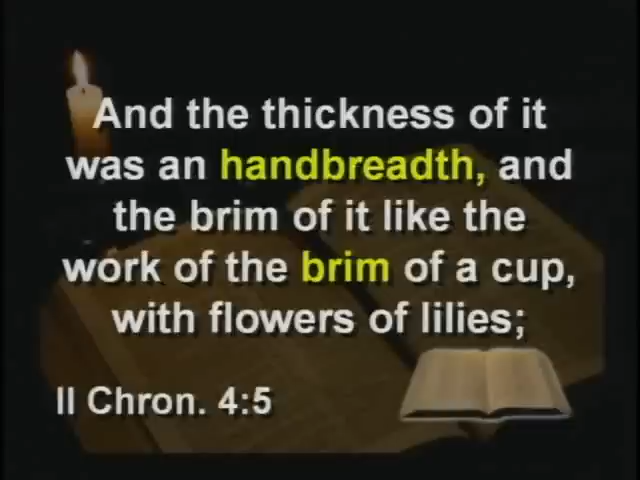 And the thickness of it
was an handbreadth, and
the brim of it like the
work of the brim of a cup,
with flowers of lilies;
II Chron. 4:5